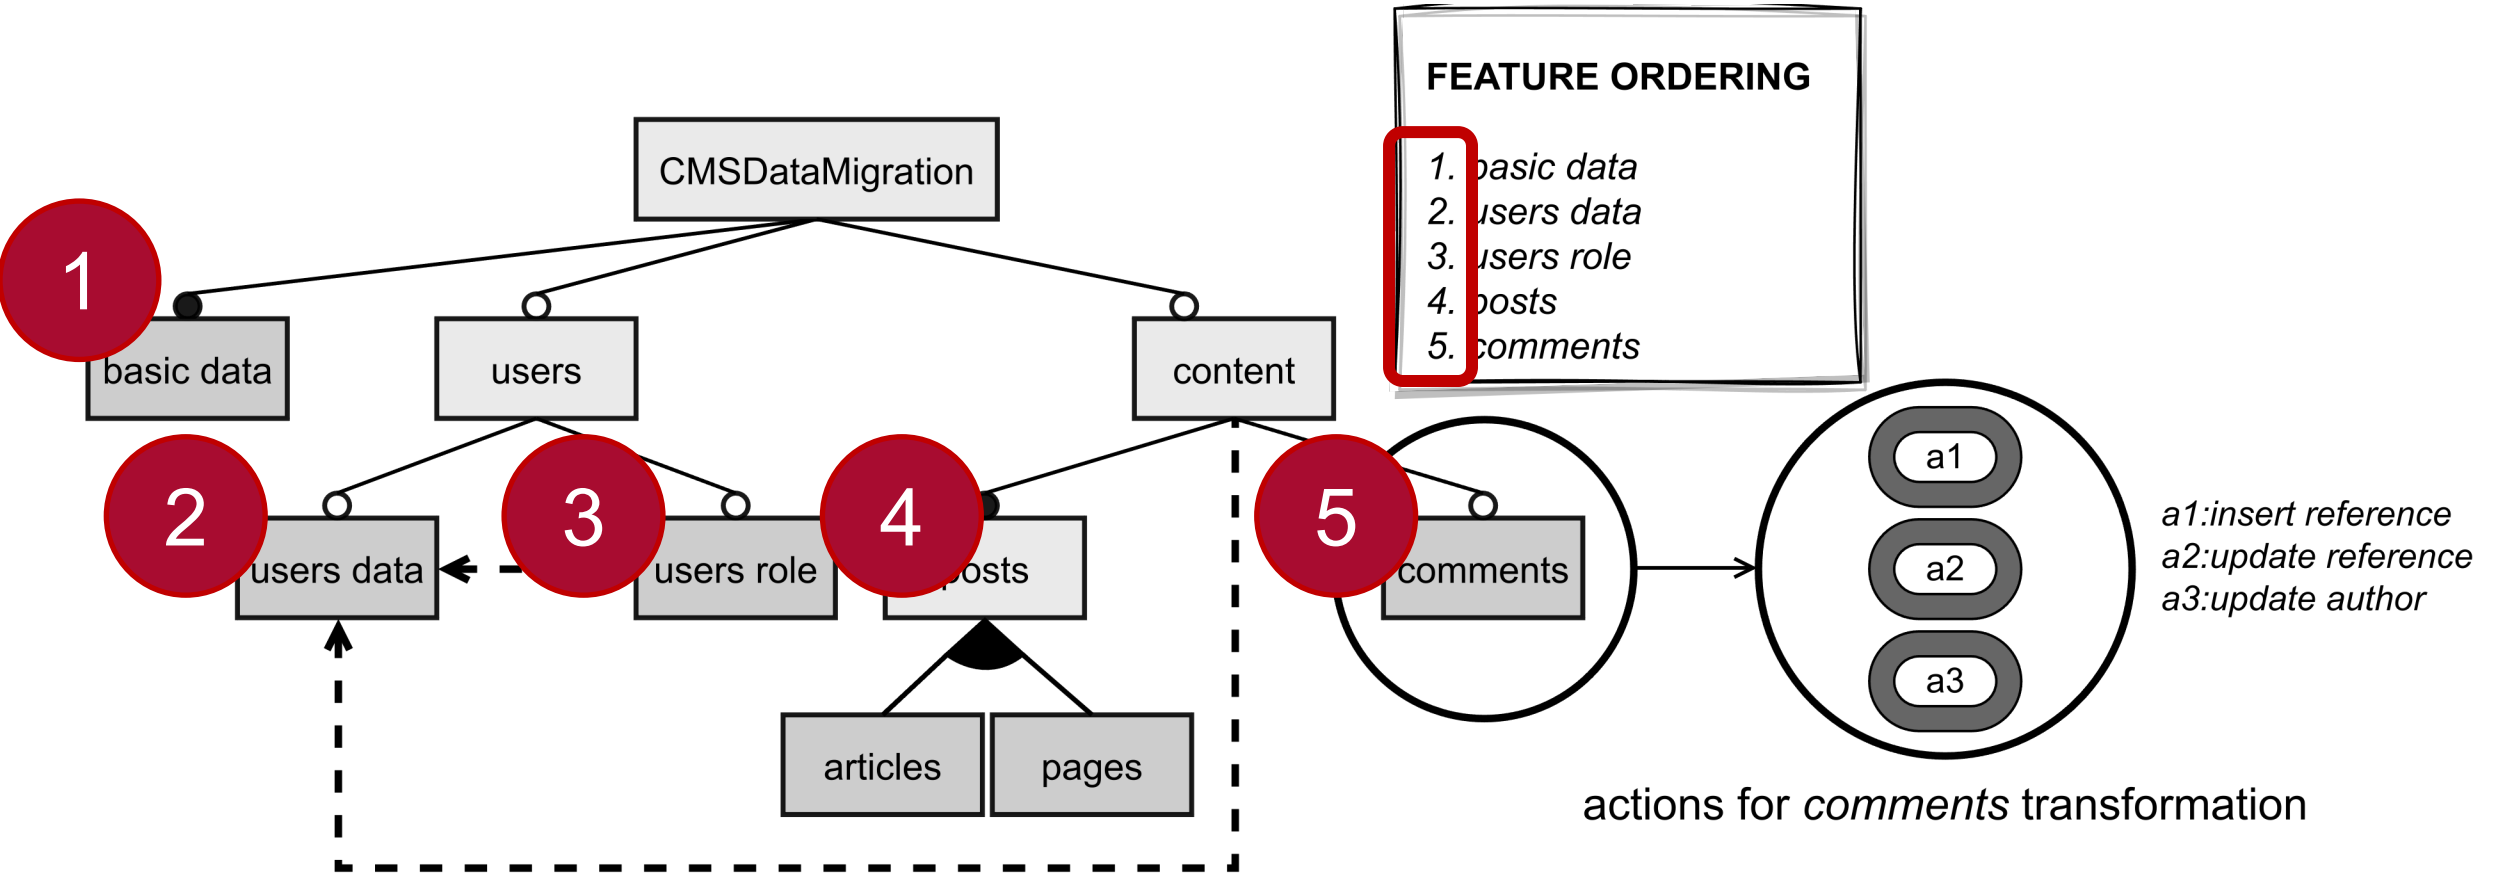 FEATURE ORDERING
1. basic data
2. users data
3. users role
4. posts
5. comments
CMSDataMigration
1
basic data
users
content
2
users data
3
users role
4
posts
5
comments
articles
pages
a1
a2
a3
a1:insert reference
a2:update reference
a3:update author
actions for comments transformation